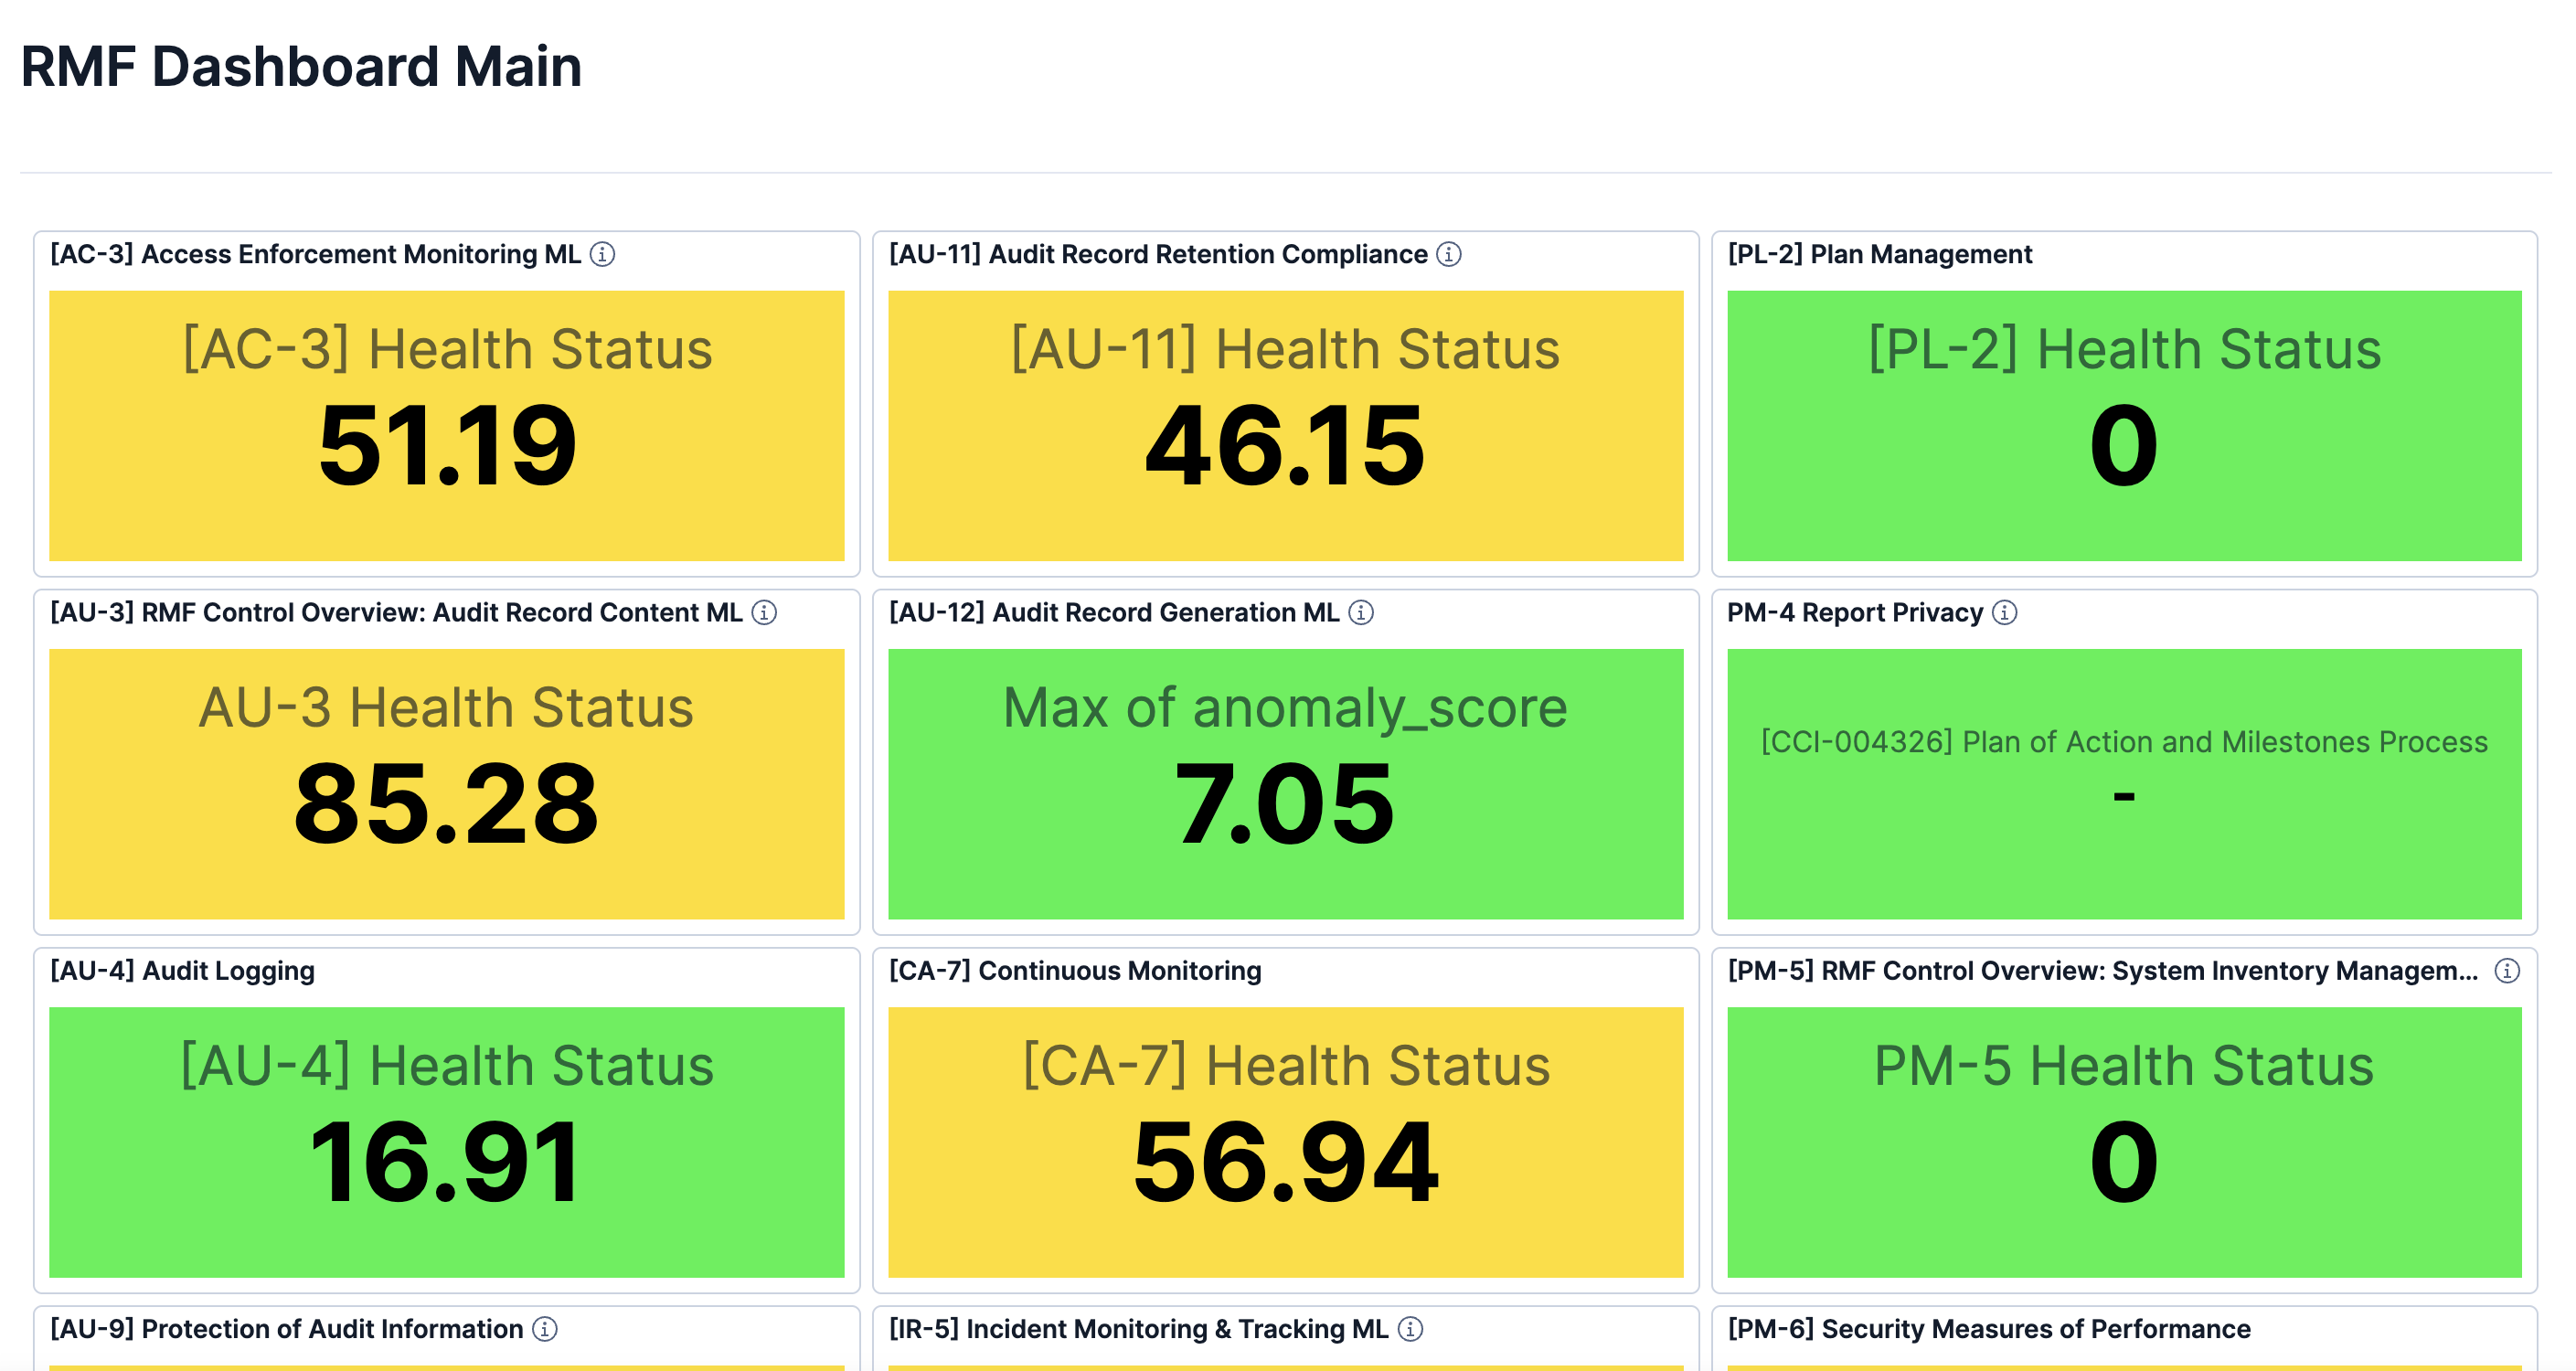 RMF Dashboard Main
[AC-3] Access Enforcement Monitoring ML
[AC-3] Health Status
51.19
[AU-11] Audit Record Retention Compliance
[AU-11] Health Status
46.15
[PL-2] Plan Management
[PL-2] Health Status
0
[AU-3] RMF Control Overview: Audit Record Content ML
AU-3 Health Status
85.28
[AU-12] Audit Record Generation ML
Max of anomaly_score
7.05
PM-4 Report Privacy
[CCI-004326] Plan of Action and Milestones Process
-
[AU-4] Audit Logging
[AU-4] Health Status
16.91
[CA-7] Continuous Monitoring
[CA-7] Health Status
56.94
[PM-5] RMF Control Overview: System Inventory Managem...
PM-5 Health Status
0
[AU-9] Protection of Audit Information
[IR-5] Incident Monitoring & Tracking ML
[PM-6] Security Measures of Performance